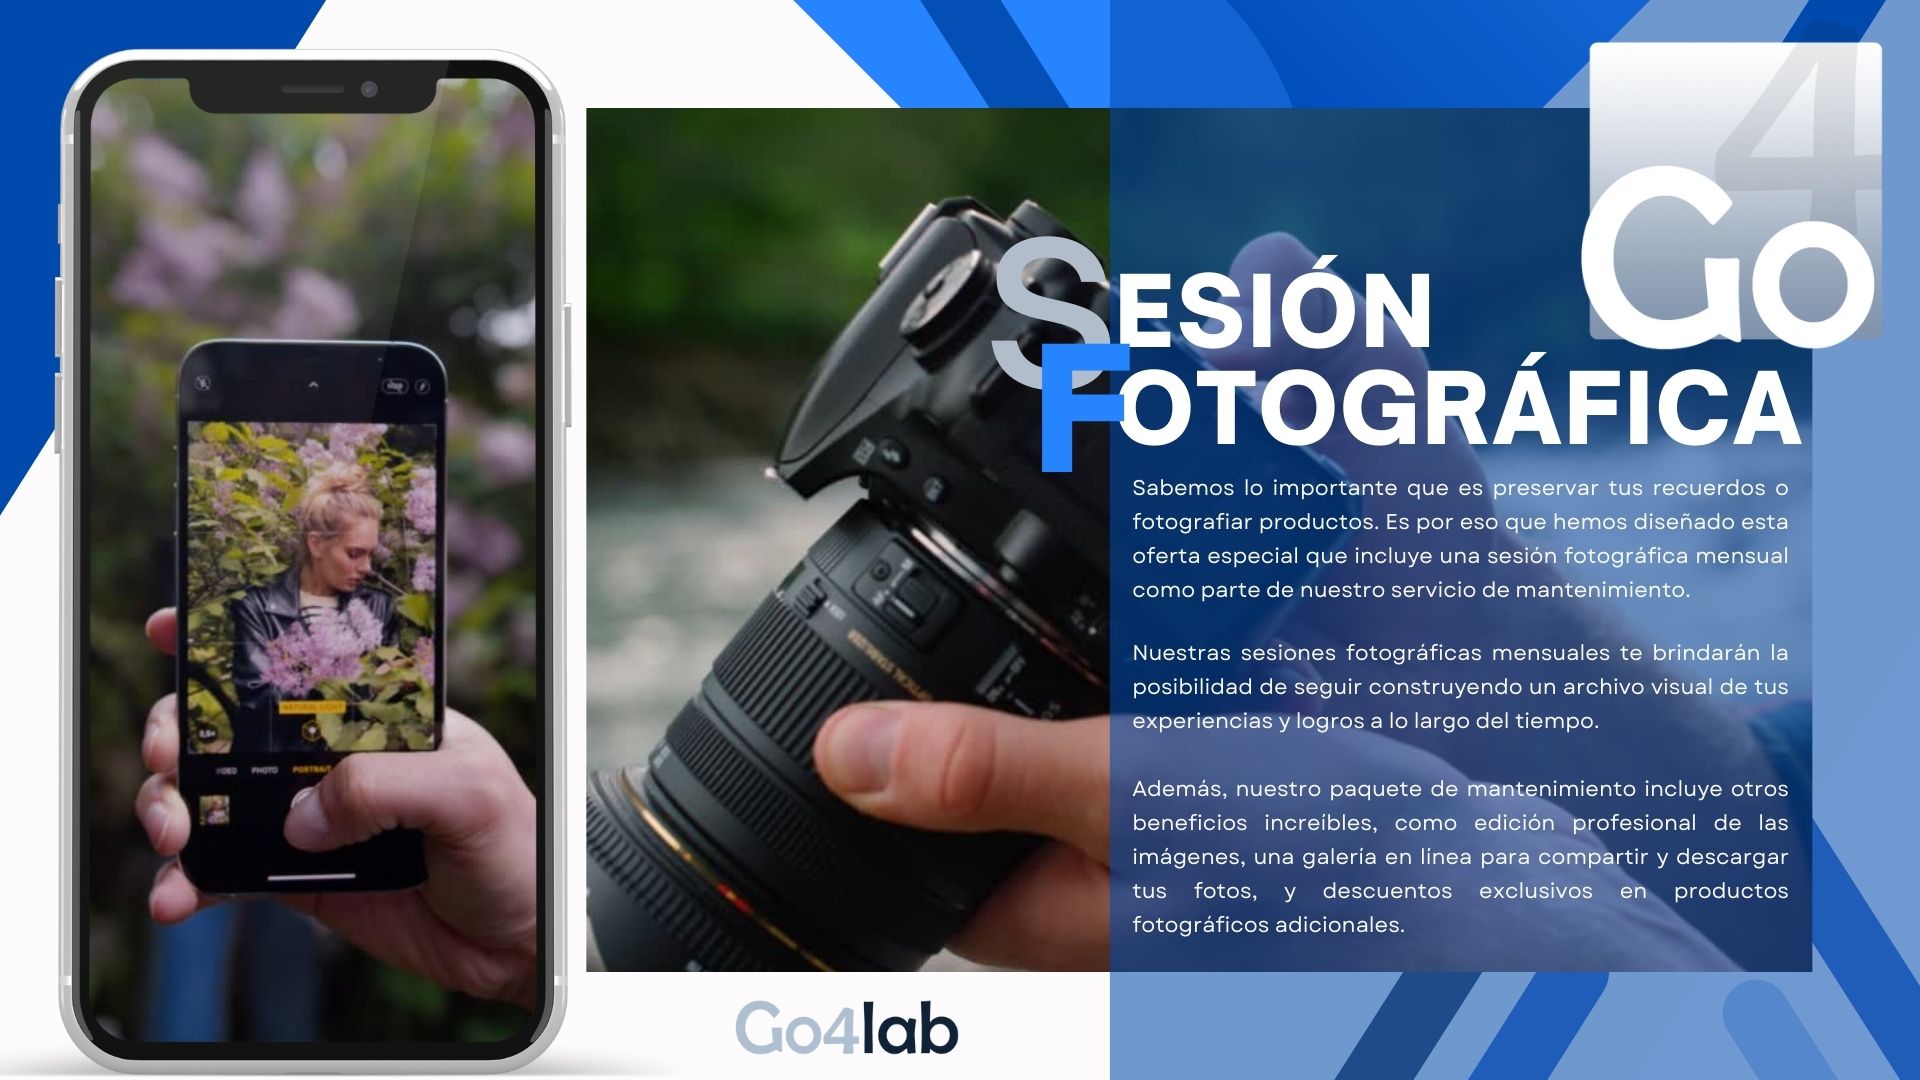 4
Go
SESIÓN
FOTOGRÁFICA
Sabemos lo importante que es preservar tus recuerdos o
fotografiar productos. Es por eso que hemos diseñado esta
oferta especial que incluye una sesión fotográfica mensual
como parte de nuestro servicio de mantenimiento.
Nuestras sesiones fotográficas mensuales te brindarán la
posibilidad de seguir construyendo un archivo visual de tus
experiencias y logros a lo largo del tiempo.
Además, nuestro paquete de mantenimiento incluye otros
beneficios increíbles, como edición profesional de las
imágenes, una galería en línea para compartir y descargar
tus fotos, y descuentos exclusivos en productos
fotográficos adicionales.
NATURAL LIGHT
VIDEO PHOTO PORTRAIT
OPTICAL STABILIZER
Go4lab